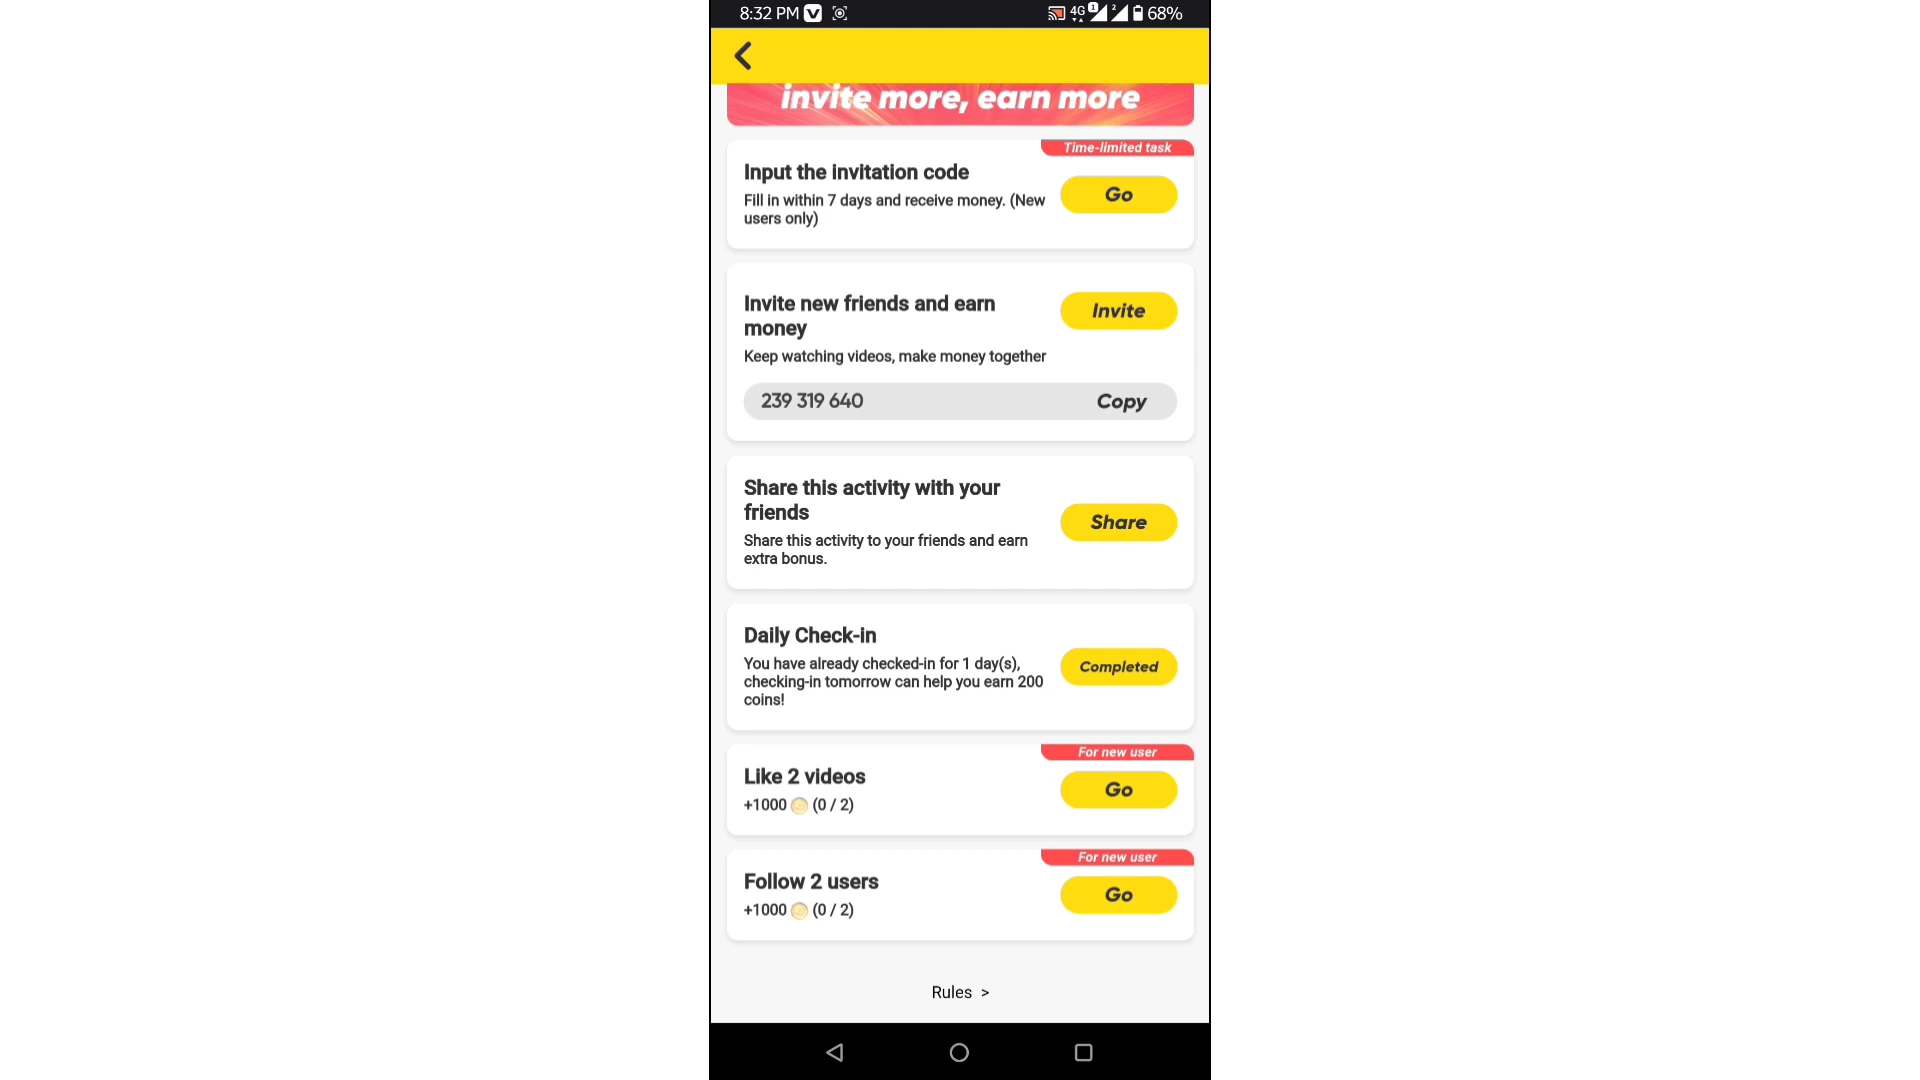 8:32 PM
4G 1 2 68%
invite more, earn more
Time-limited task
Input the invitation code
Go
Fill in within 7 days and receive money. (New
users only)
Invite new friends and earn
money
Invite
Keep watching videos, make money together
239 319 640 Copy
Share this activity with your
friends
Share
Share this activity to your friends and earn
extra bonus.
Daily Check-in
You have already checked-in for 1 day(s),
checking-in tomorrow can help you earn 200
coins!
Completed
For new user
Like 2 videos
Go
+1000 (0 / 2)
For new user
Follow 2 users
Go
+1000 (0 / 2)
Rules >